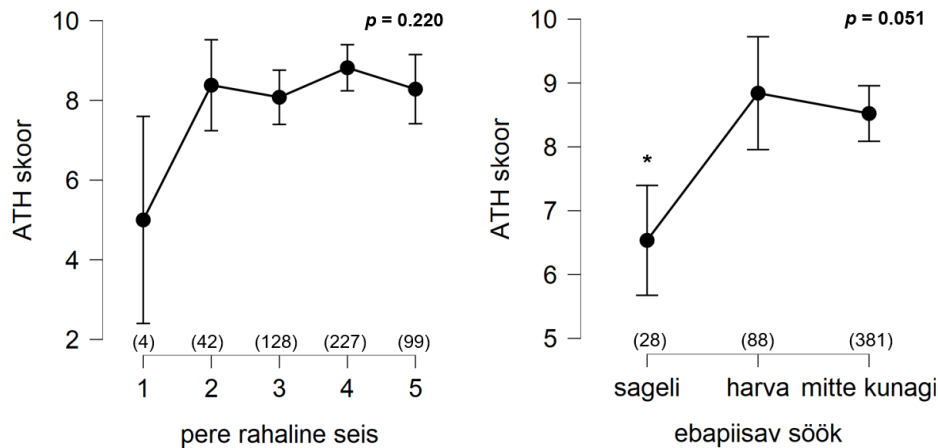 p = 0.220
10
8
6
4
2
ATH skoor
(4) (42) (128) (227) (99)
1 2 3 4 5
pere rahaline seis
p = 0.051
10
9
8
7
6
5
ATH skoor
*
(28) (88) (381)
sageli harva mitte kunagi
ebapiisav söök